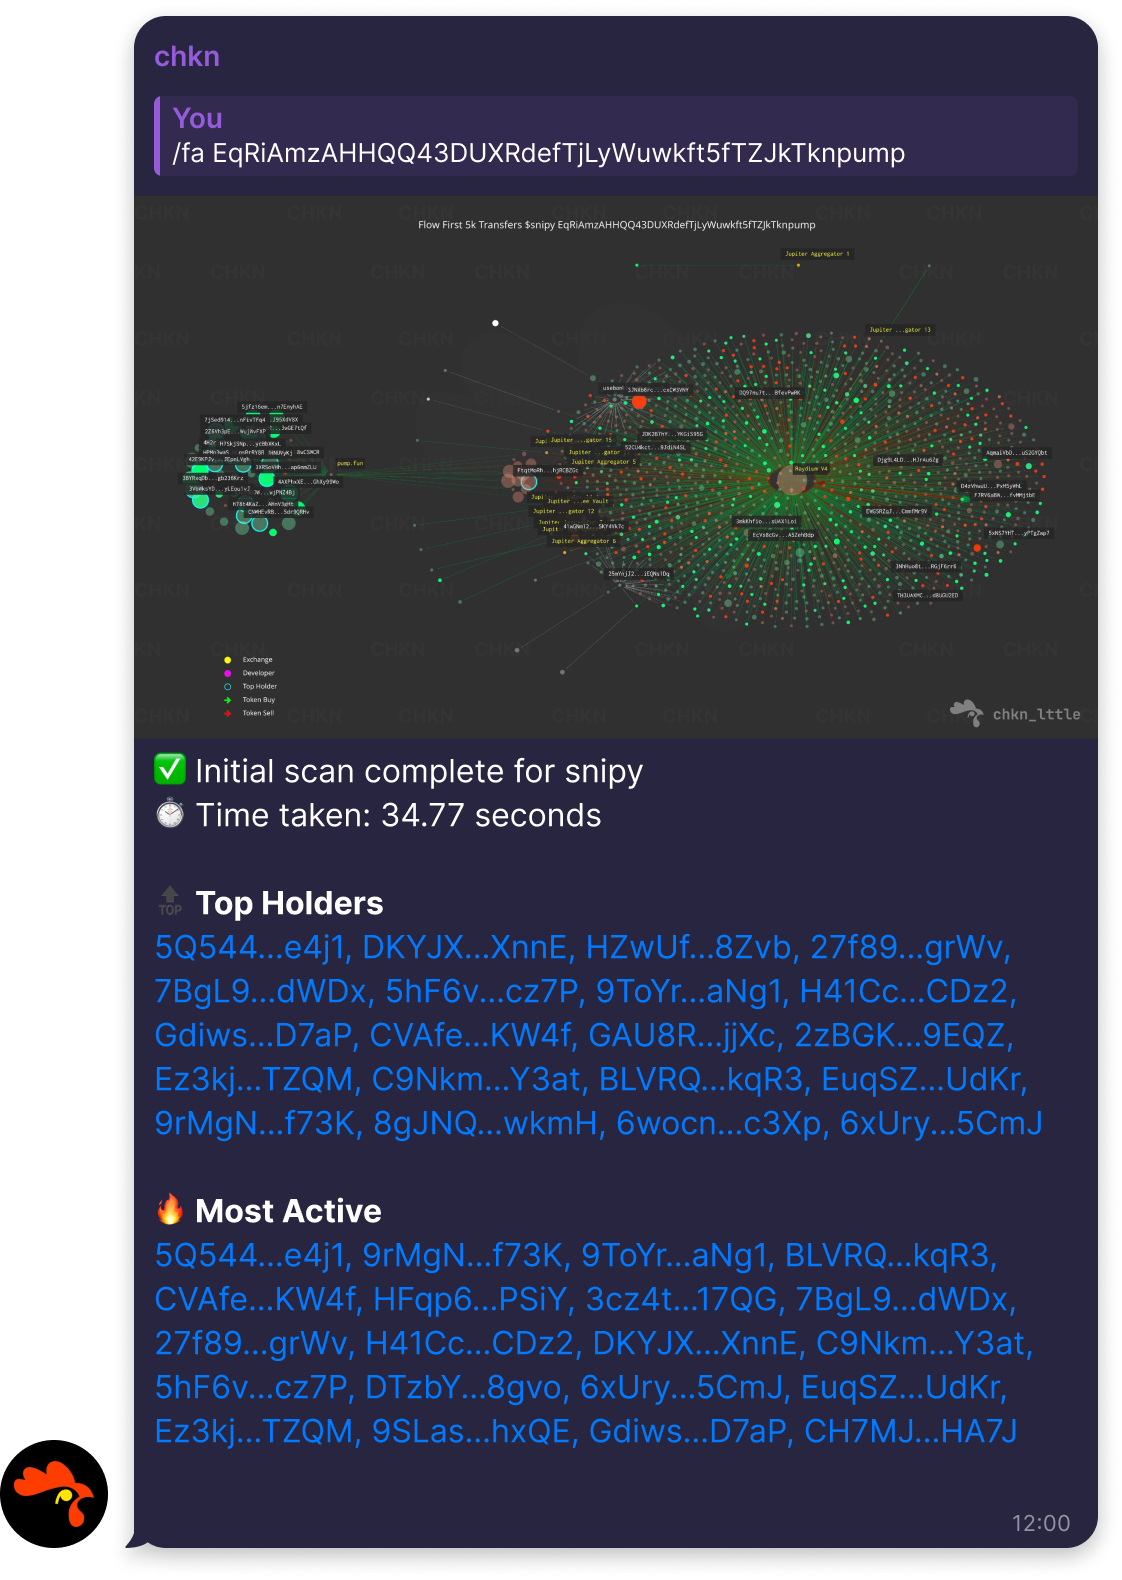 chkn
You
/fa EqRiAmzAHHQQ43DUXRdefTjLyWuwkft5fTZJkTknpump
Flow First 5k Transfers $snipy EqRiAmzAHHQQ43DUXRdefTjLyWuwkft5fTZJkTknpump
Jupiter Aggregator 1
Jupiter ...gator 13
pump.fun
Jupiter ...gator 15
Jupiter Aggregator 5
Jupiter ...gator 12
Jupiter Aggregator 6
Raydium V4
Exchange
Developer
Top Holder
Token Buy
Token Sell
chkn_lttle
✅ Initial scan complete for snipy
⏱ Time taken: 34.77 seconds
🔝 Top Holders
5Q544...e4j1, DKYJX...XnnE, HZwUf...8Zvb, 27f89...grWv,
7BgL9...dWDx, 5hF6v...cz7P, 9ToYr...aNg1, H41Cc...CDz2,
Gdiws...D7aP, CVAfe...KW4f, GAU8R...jjXc, 2zBGK...9EQZ,
Ez3kj...TZQM, C9Nkm...Y3at, BLVRQ...kqR3, EuqSZ...UdKr,
9rMgN...f73K, 8gJNQ...wkmH, 6wocn...c3Xp, 6xUry...5CmJ
🔥 Most Active
5Q544...e4j1, 9rMgN...f73K, 9ToYr...aNg1, BLVRQ...kqR3,
CVAfe...KW4f, HFqp6...PSiY, 3cz4t...17QG, 7BgL9...dWDx,
27f89...grWv, H41Cc...CDz2, DKYJX...XnnE, C9Nkm...Y3at,
5hF6v...cz7P, DTzbY...8gvo, 6xUry...5CmJ, EuqSZ...UdKr,
Ez3kj...TZQM, 9SLas...hxQE, Gdiws...D7aP, CH7MJ...HA7J
12:00